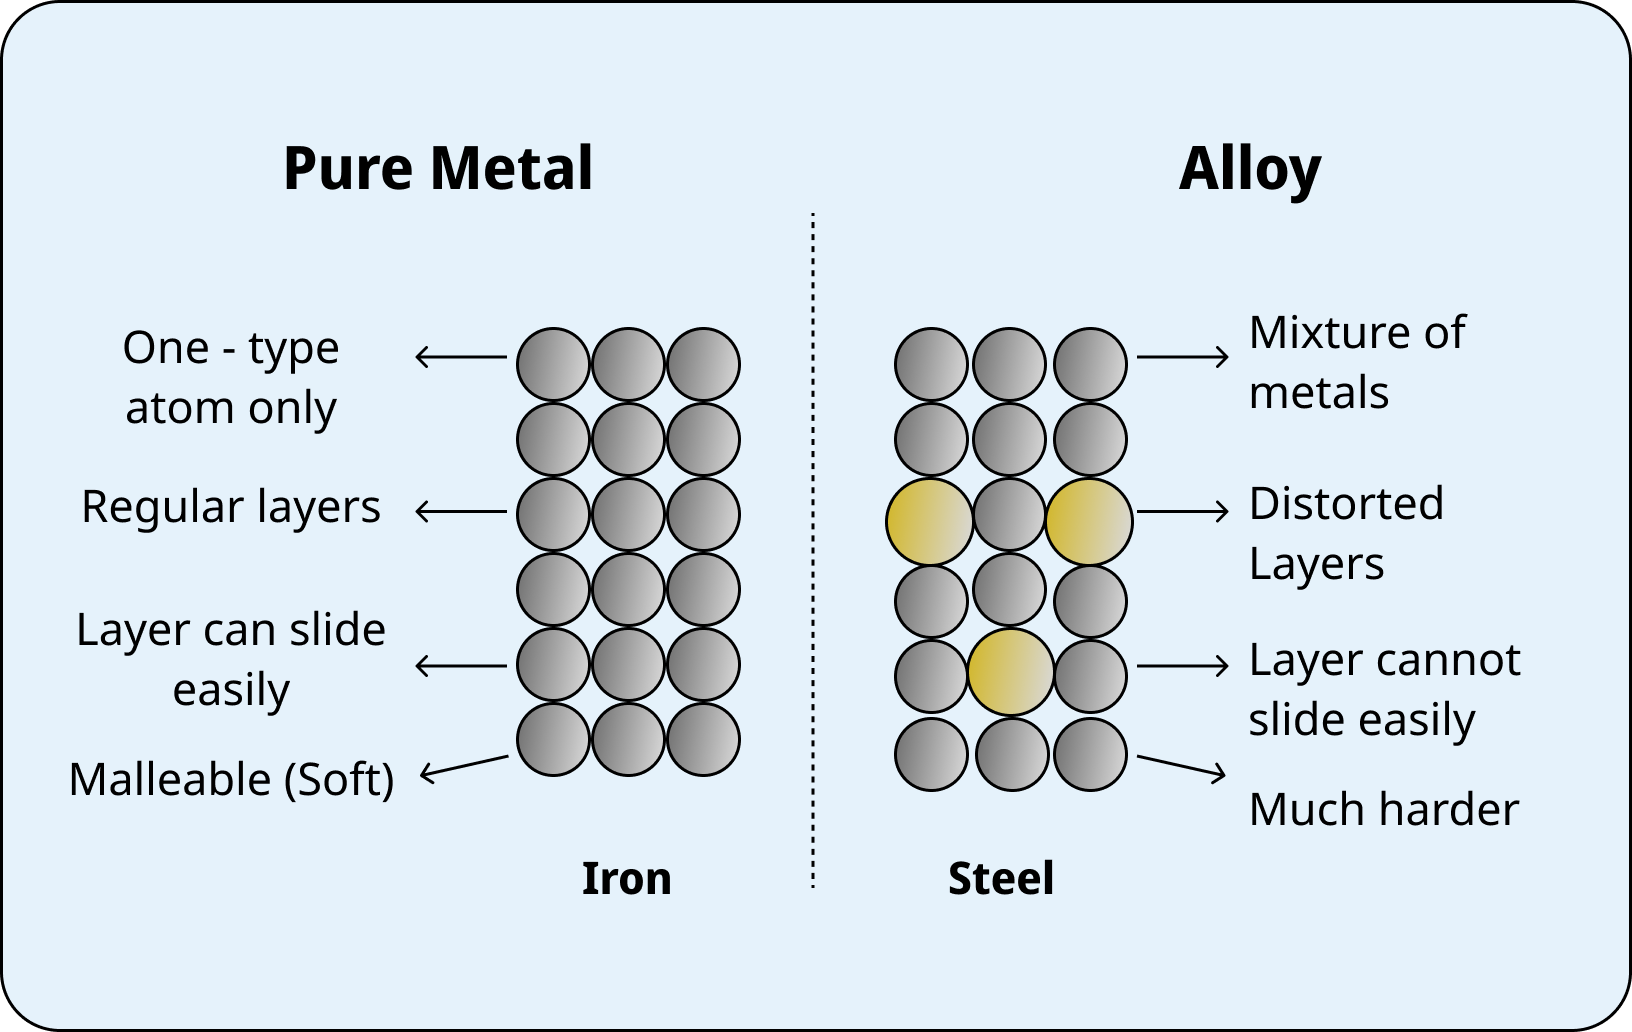 Pure Metal
One - type
atom only
Regular layers
Layer can slide
easily
Malleable (Soft)
Iron
Alloy
Mixture of
metals
Distorted
Layers
Layer cannot
slide easily
Much harder
Steel